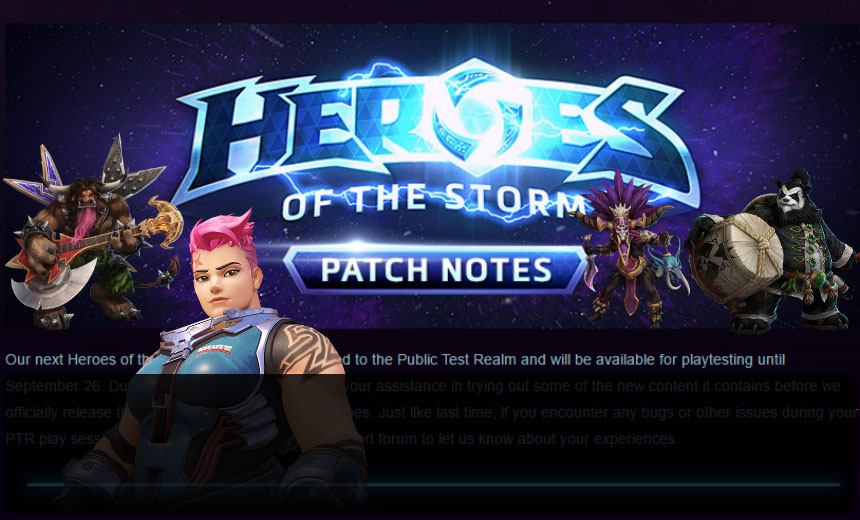 HEROES
OF THE STORM
PATCH NOTES
Our next Heroes of th d to the Public Test Realm and will be available for playtesting until
September 26. Du your assistance in trying out some of the new content it contains before we
officially release th es. Just like last time, if you encounter any bugs or other issues during your
PTR play sess rt forum to let us know about your experiences.